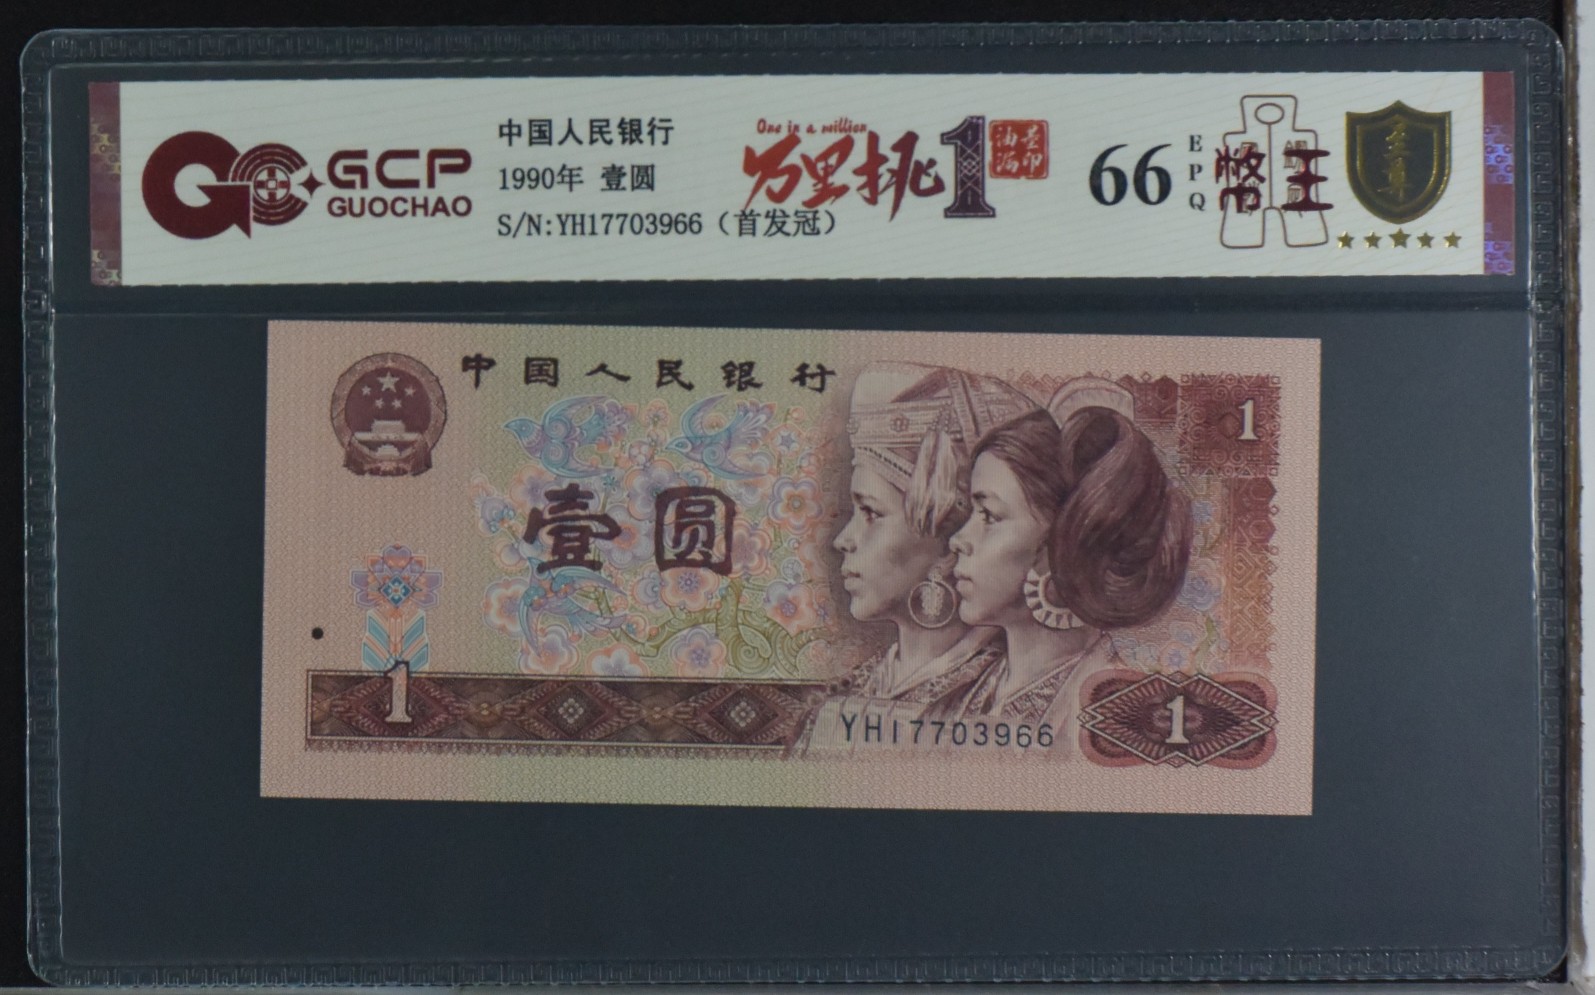 GCP
GUOCHAO
中国人民银行
1990年 壹圆
S/N:YH17703966（首发冠）
One in a million
万里挑1
66
EPQ
至尊
中国人民银行
1
壹圆
1
YH17703966
1